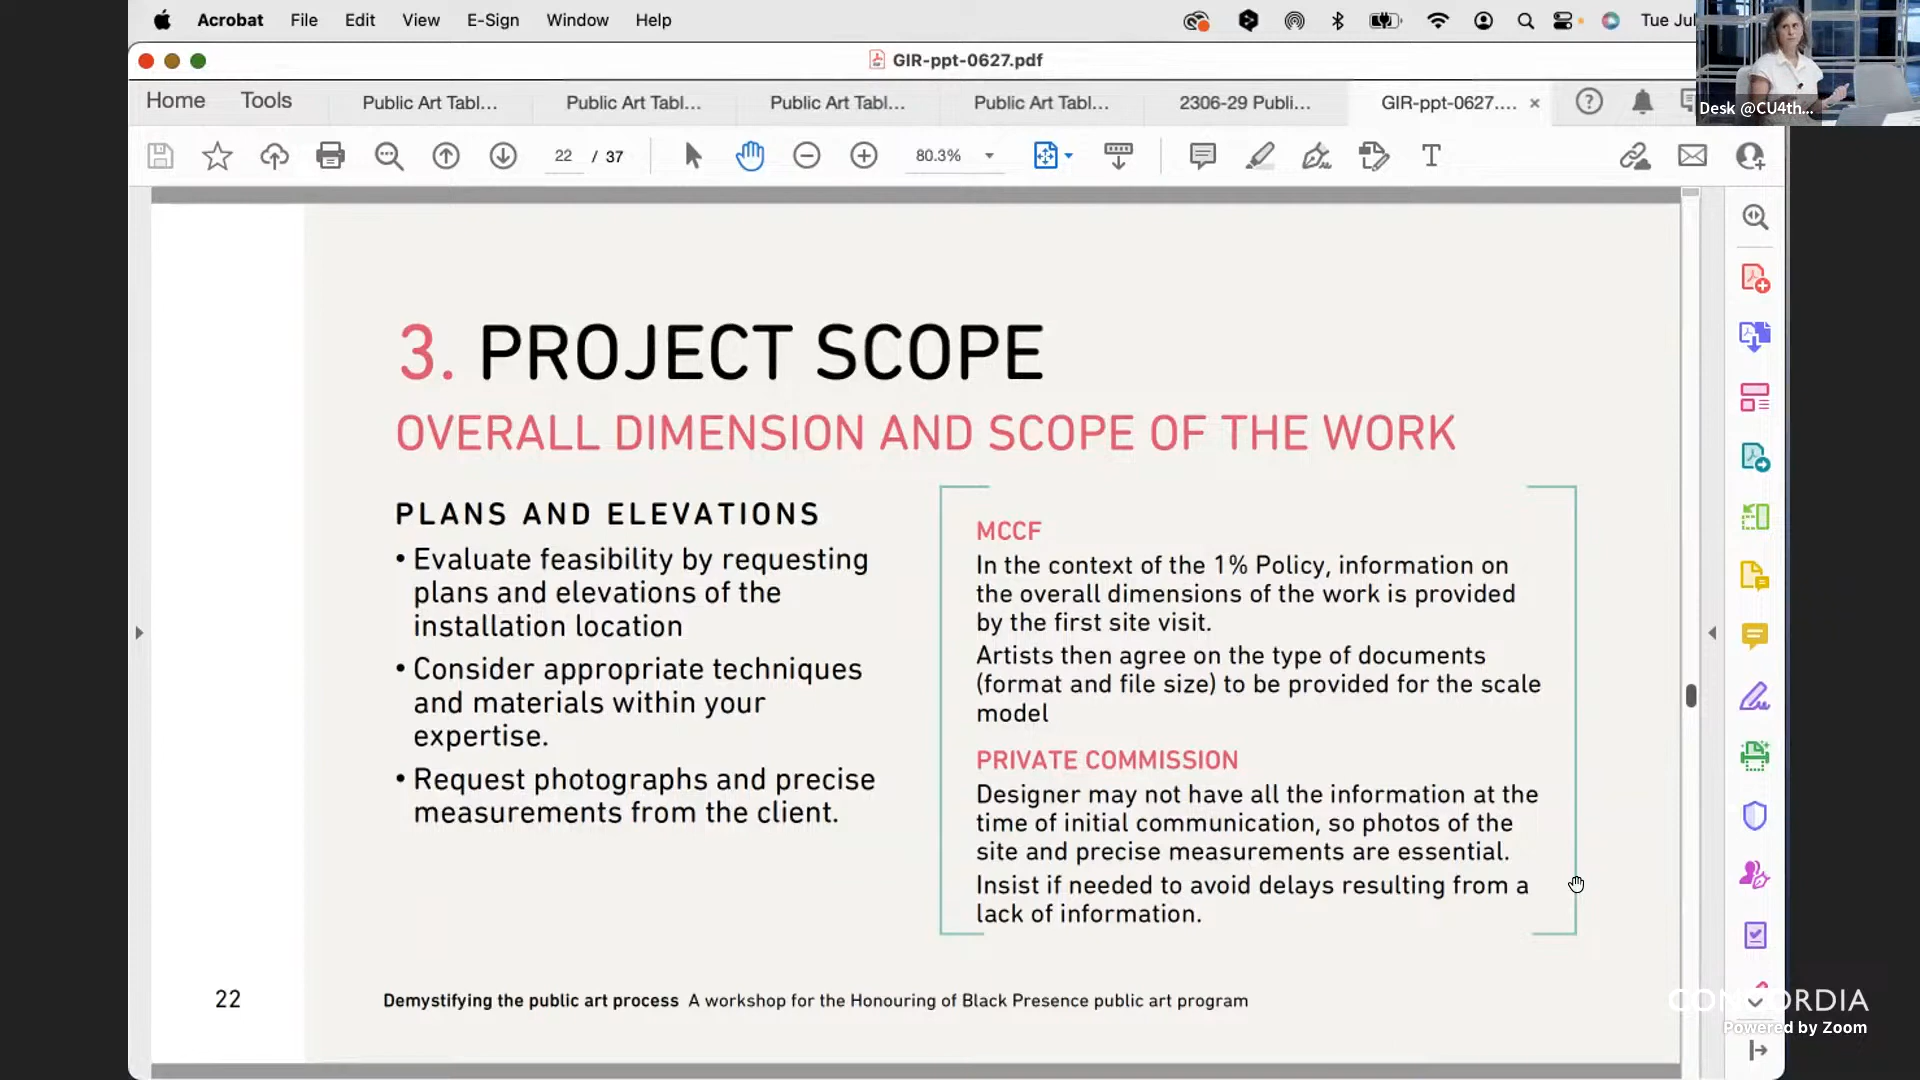 Acrobat File Edit View E-Sign Window Help
Tue Jul
GIR-ppt-0627.pdf
Home Tools Public Art Tabl... Public Art Tabl... Public Art Tabl... Public Art Tabl... 2306-29 Publi... GIR-ppt-0627.... ×
Desk @CU4th...
22 / 37 80.3%
3. PROJECT SCOPE
OVERALL DIMENSION AND SCOPE OF THE WORK
PLANS AND ELEVATIONS
• Evaluate feasibility by requesting
plans and elevations of the
installation location
• Consider appropriate techniques
and materials within your
expertise.
• Request photographs and precise
measurements from the client.
MCCF
In the context of the 1% Policy, information on
the overall dimensions of the work is provided
by the first site visit.
Artists then agree on the type of documents
(format and file size) to be provided for the scale
model
PRIVATE COMMISSION
Designer may not have all the information at the
time of initial communication, so photos of the
site and precise measurements are essential.
Insist if needed to avoid delays resulting from a
lack of information.
22
Demystifying the public art process A workshop for the Honouring of Black Presence public art program
CONCORDIA
Powered by Zoom